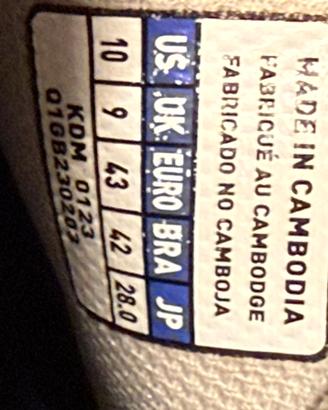 MADE IN CAMBODIA
FABRIQUÉ AU CAMBODGE
FABRICADO NO CAMBOJA
US UK EURO BRA JP
10 9 43 42 28.0
KDM 0123
Q1GB230207